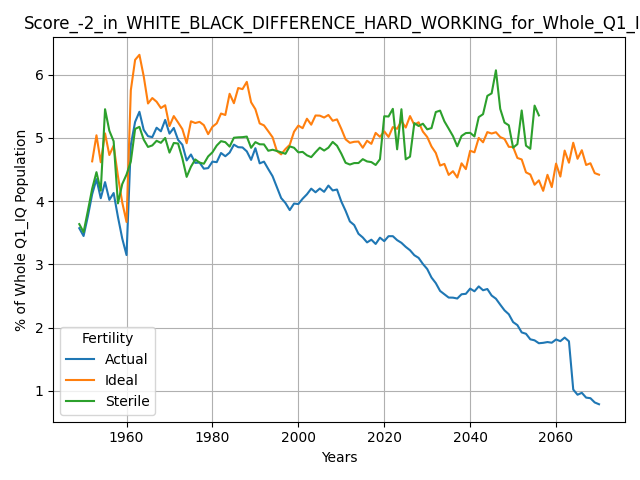 Score_-2_in_WHITE_BLACK_DIFFERENCE_HARD_WORKING_for_Whole_Q1_I
% of Whole Q1_IQ Population
6
5
4
3
2
1
Fertility
Actual
Ideal
Sterile
1960 1980 2000 2020 2040 2060
Years